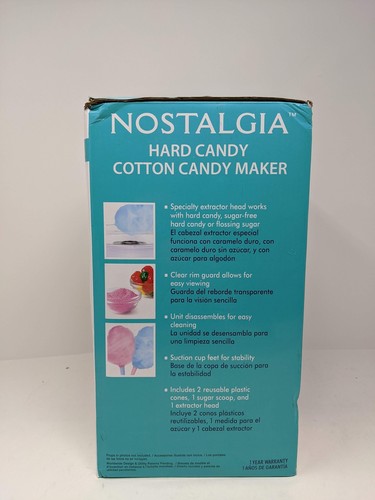 NOSTALGIA™
HARD CANDY
COTTON CANDY MAKER
• Specialty extractor head works
with hard candy, sugar-free
hard candy or flossing sugar
El cabezal extractor especial
funciona con caramelo duro, con
caramelo duro sin azucar, y con
azúcar para algodón
• Clear rim guard allows for
easy viewing
Guarda del reborde transparente
para la visión sencilla
• Unit disassembles for easy
cleaning
La unidad se desensambla para
una limpieza sencilla
• Suction cup feet for stability
Base de la copa de succión para
la estabilidad
• Includes 2 reusable plastic
cones, 1 sugar scoop, and
1 extractor head
Incluye 2 conos plasticos
reutilizables, 1 medida para el
azúcar y 1 cabezal extractor
1 YEAR WARRANTY
1 AÑOS DE GARANTÍA